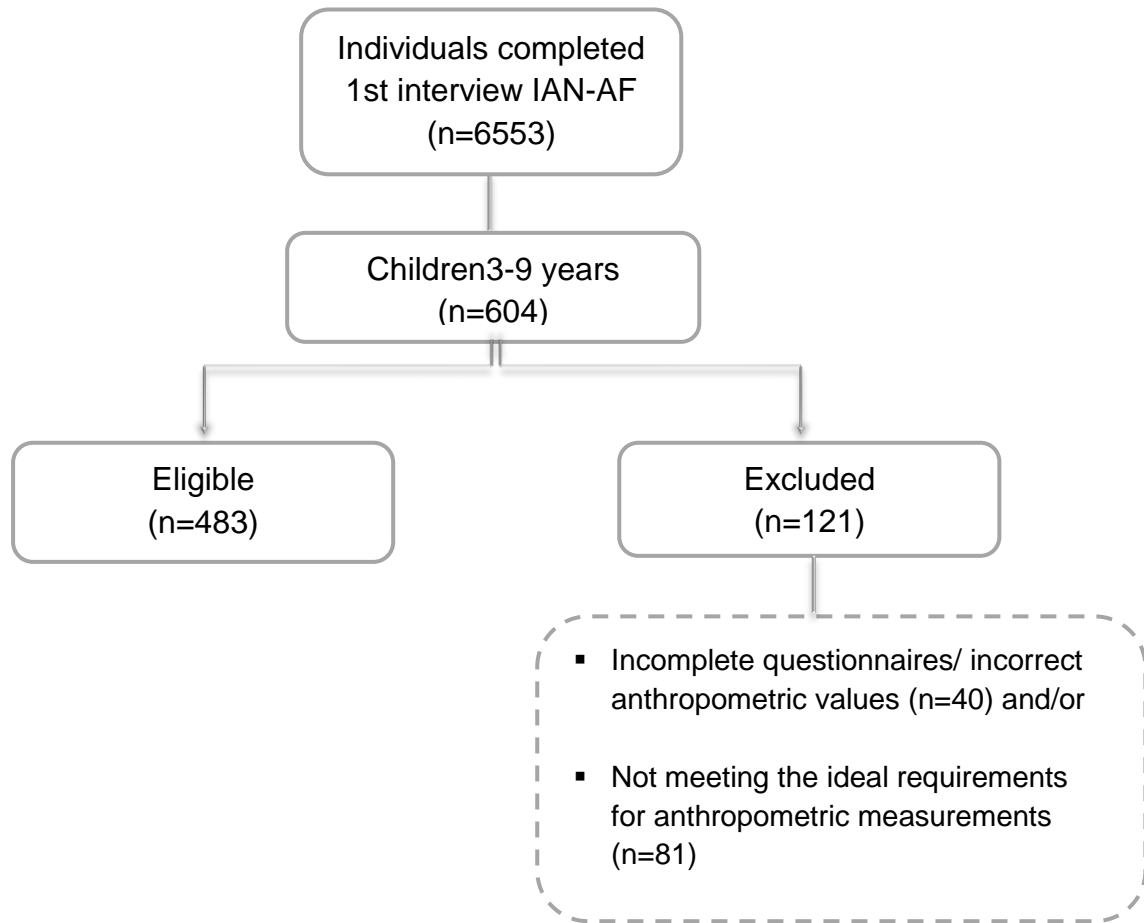 Individuals completed
1st interview IAN-AF
(n=6553)
Children3-9 years
(n=604)
Eligible
(n=483)
Excluded
(n=121)
▪ Incomplete questionnaires/ incorrect
anthropometric values (n=40) and/or
▪ Not meeting the ideal requirements
for anthropometric measurements
(n=81)